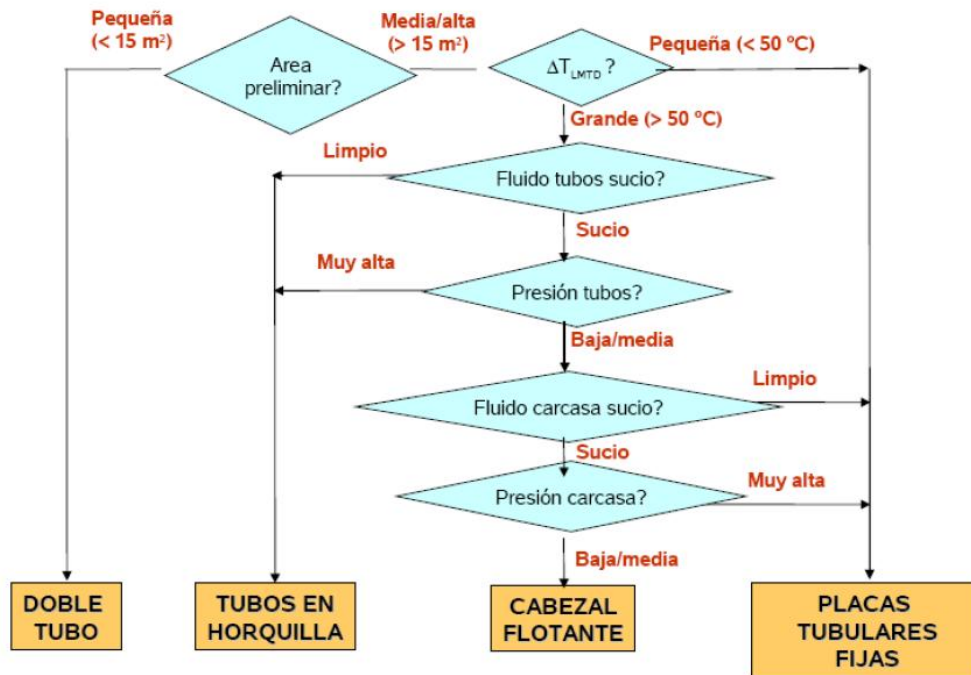 Pequeña
(< 15 m²)
Media/alta
(> 15 m²)
Pequeña (< 50 ºC)
Area
preliminar?
ΔT_LMTD ?
Grande (> 50 ºC)
Limpio
Fluido tubos sucio?
Sucio
Muy alta
Presión tubos?
Baja/media
Limpio
Fluido carcasa sucio?
Sucio
Muy alta
Presión carcasa?
Baja/media
DOBLE
TUBO
TUBOS EN
HORQUILLA
CABEZAL
FLOTANTE
PLACAS
TUBULARES
FIJAS